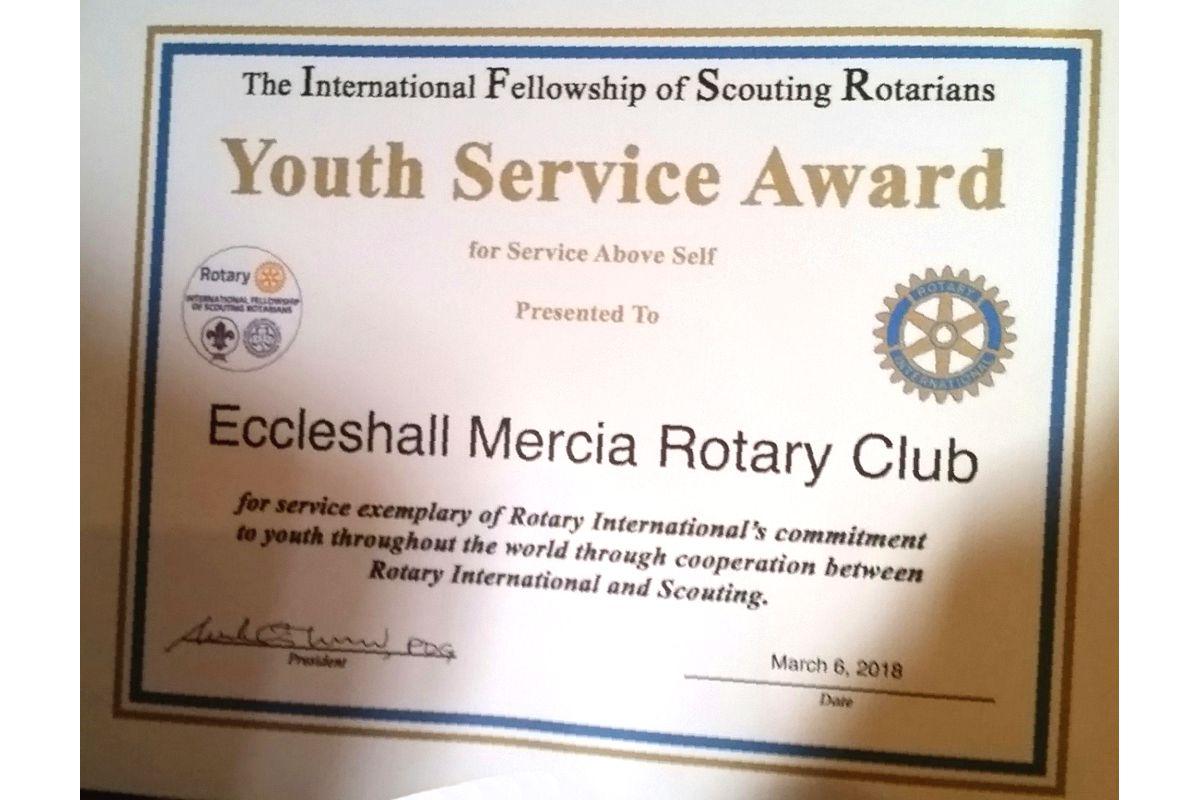 The International Fellowship of Scouting Rotarians
Youth Service Award
for Service Above Self
Presented To
Rotary
INTERNATIONAL FELLOWSHIP
OF SCOUTING ROTARIANS
ROTARY
INTERNATIONAL
Eccleshall Mercia Rotary Club
for service exemplary of Rotary International's commitment
to youth throughout the world through cooperation between
Rotary International and Scouting.
PDG
President
March 6, 2018
Date